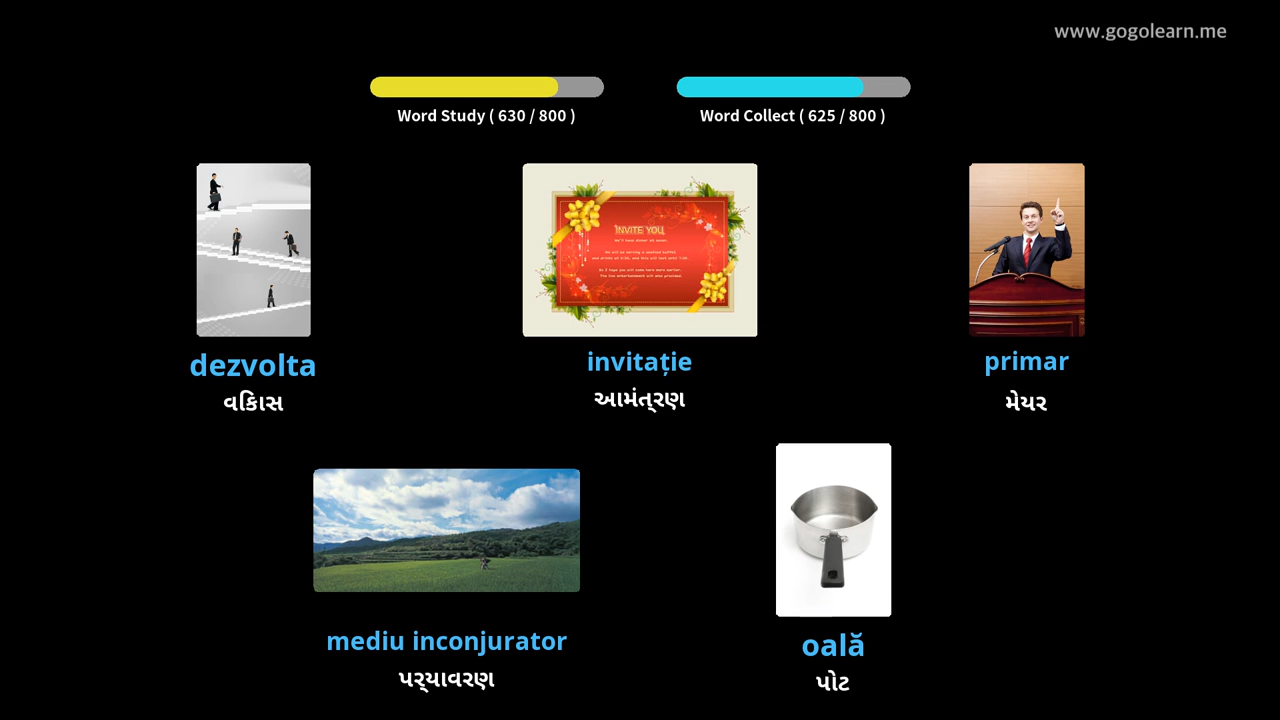 www.gogolearn.me
Word Study ( 630 / 800 )
Word Collect ( 625 / 800 )
INVITE YOU
dezvolta
invitație
primar
વિકાસ
આમંત્રણ
મેયર
mediu inconjurator
oală
પર્યાવરણ
પોટ